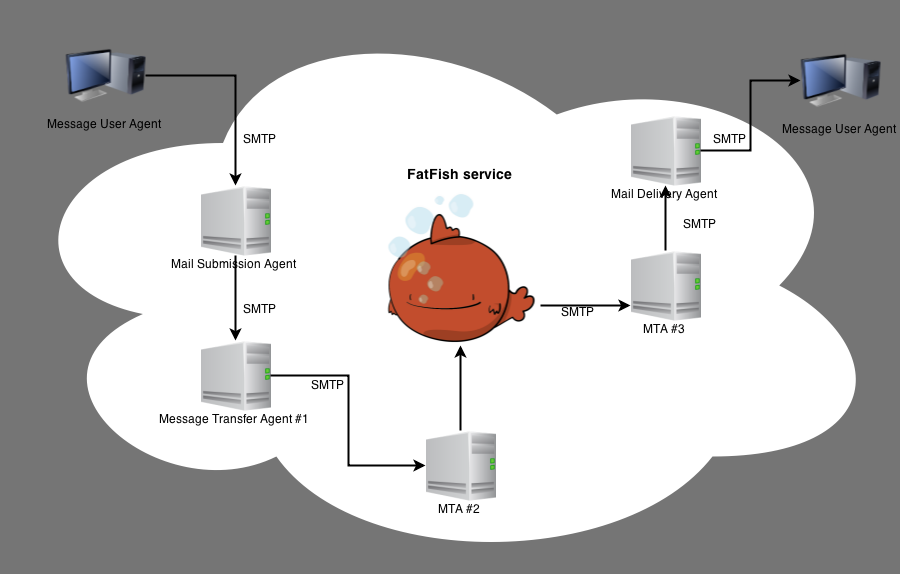 Message User Agent
SMTP
Mail Submission Agent
SMTP
Message Transfer Agent #1
SMTP
MTA #2
FatFish service
SMTP
MTA #3
SMTP
Mail Delivery Agent
SMTP
Message User Agent